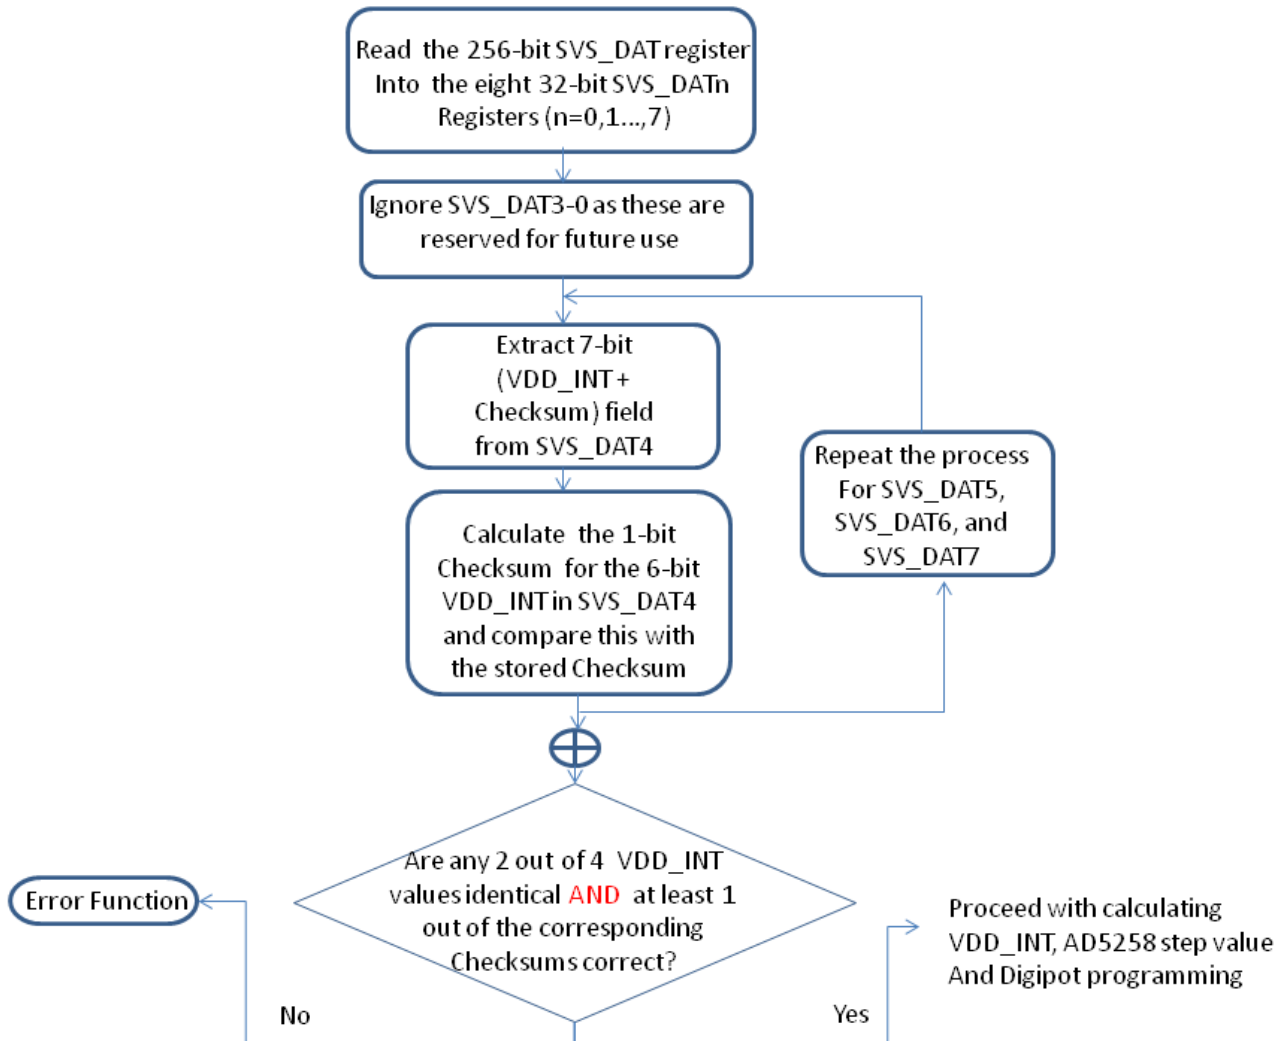 Read the 256-bit SVS_DAT register
Into the eight 32-bit SVS_DATn
Registers (n=0,1...,7)
Ignore SVS_DAT3-0 as these are
reserved for future use
Extract 7-bit
(VDD_INT +
Checksum) field
from SVS_DAT4
Repeat the process
For SVS_DAT5,
SVS_DAT6, and
SVS_DAT7
Calculate the 1-bit
Checksum for the 6-bit
VDD_INT in SVS_DAT4
and compare this with
the stored Checksum
Are any 2 out of 4 VDD_INT
values identical AND at least 1
out of the corresponding
Checksums correct?
Error Function
Proceed with calculating
VDD_INT, AD5258 step value
And Digipot programming
No
Yes